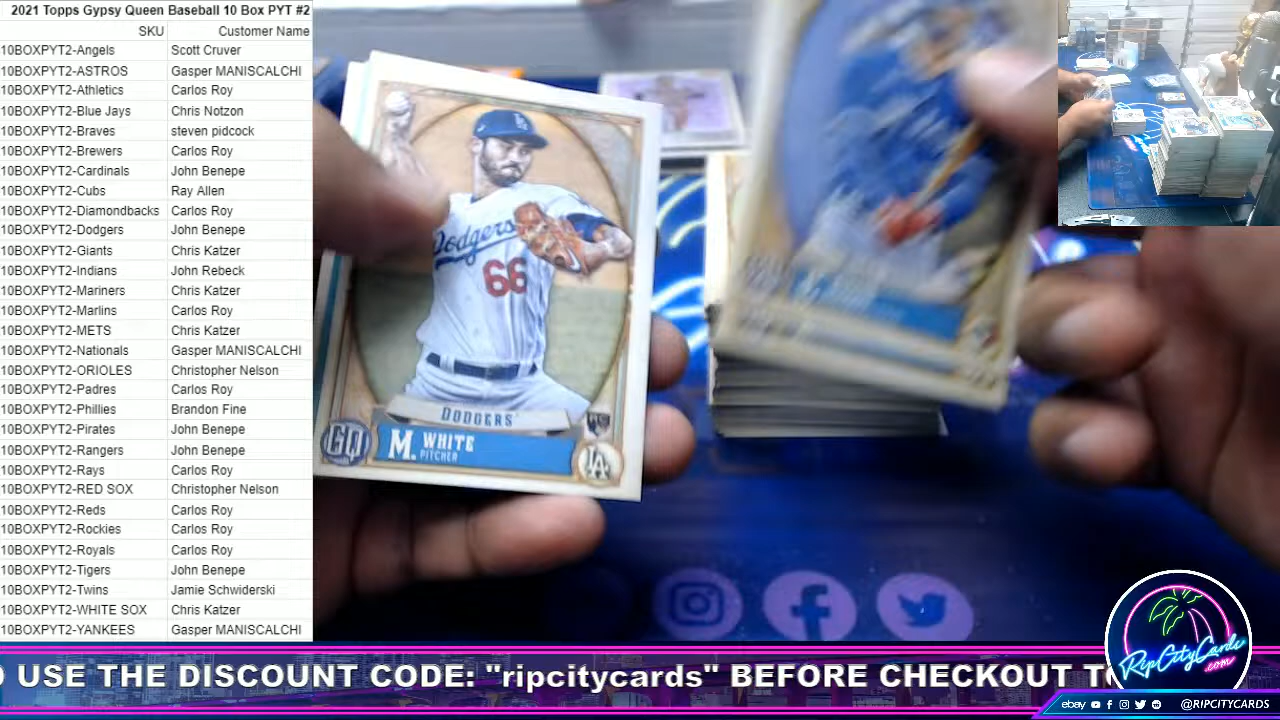 2021 Topps Gypsy Queen Baseball 10 Box PYT #2
SKU Customer Name
10BOXPYT2-Angels Scott Cruver
10BOXPYT2-ASTROS Gasper MANISCALCHI
10BOXPYT2-Athletics Carlos Roy
10BOXPYT2-Blue Jays Chris Notzon
10BOXPYT2-Braves steven pidcock
10BOXPYT2-Brewers Carlos Roy
10BOXPYT2-Cardinals John Benepe
10BOXPYT2-Cubs Ray Allen
10BOXPYT2-Diamondbacks Carlos Roy
10BOXPYT2-Dodgers John Benepe
10BOXPYT2-Giants Chris Katzer
10BOXPYT2-Indians John Rebeck
10BOXPYT2-Mariners Chris Katzer
10BOXPYT2-Marlins Carlos Roy
10BOXPYT2-METS Chris Katzer
10BOXPYT2-Nationals Gasper MANISCALCHI
10BOXPYT2-ORIOLES Christopher Nelson
10BOXPYT2-Padres Carlos Roy
10BOXPYT2-Phillies Brandon Fine
10BOXPYT2-Pirates John Benepe
10BOXPYT2-Rangers John Benepe
10BOXPYT2-Rays Carlos Roy
10BOXPYT2-RED SOX Christopher Nelson
10BOXPYT2-Reds Carlos Roy
10BOXPYT2-Rockies Carlos Roy
10BOXPYT2-Royals Carlos Roy
10BOXPYT2-Tigers John Benepe
10BOXPYT2-Twins Jamie Schwiderski
10BOXPYT2-WHITE SOX Chris Katzer
10BOXPYT2-YANKEES Gasper MANISCALCHI
LA
Dodgers
66
DODGERS
RC
GQ
M. WHITE
PITCHER
LA
RipCityCards
.com
USE THE DISCOUNT CODE: "ripcitycards" BEFORE CHECKOUT
ebay @RIPCITYCARDS